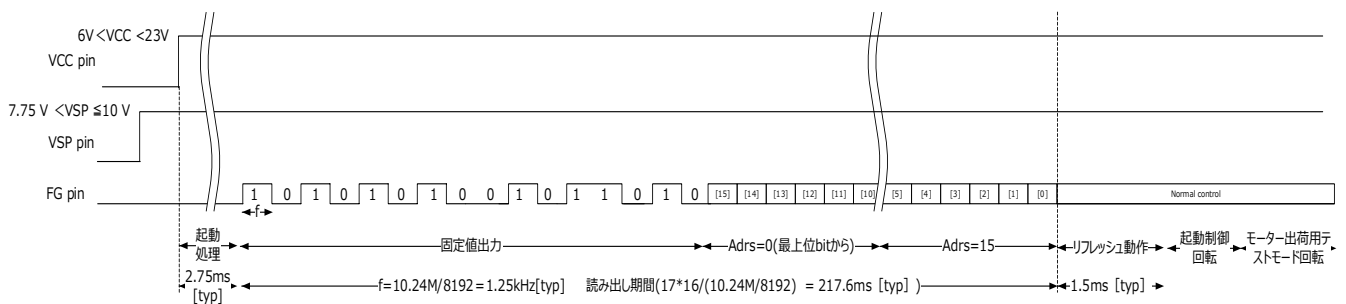 6V<VCC <23V
VCC pin
7.75 V <VSP ≦10 V
VSP pin
FG pin
1 0 1 0 1 0 1 0 0 1 0 1 1 0 1 0 [15] [14] [13] [12] [11] [10] [5] [4] [3] [2] [1] [0] Normal control
f
起動
処理
固定値出力
Adrs=0(最上位bitから)
Adrs=15
リフレッシュ動作
起動制御
回転
モーター出荷用テ
ストモード回転
2.75ms
[typ]
f=10.24M/8192=1.25kHz[typ] 読み出し期間(17*16/(10.24M/8192) = 217.6ms [typ] )
1.5ms [typ]